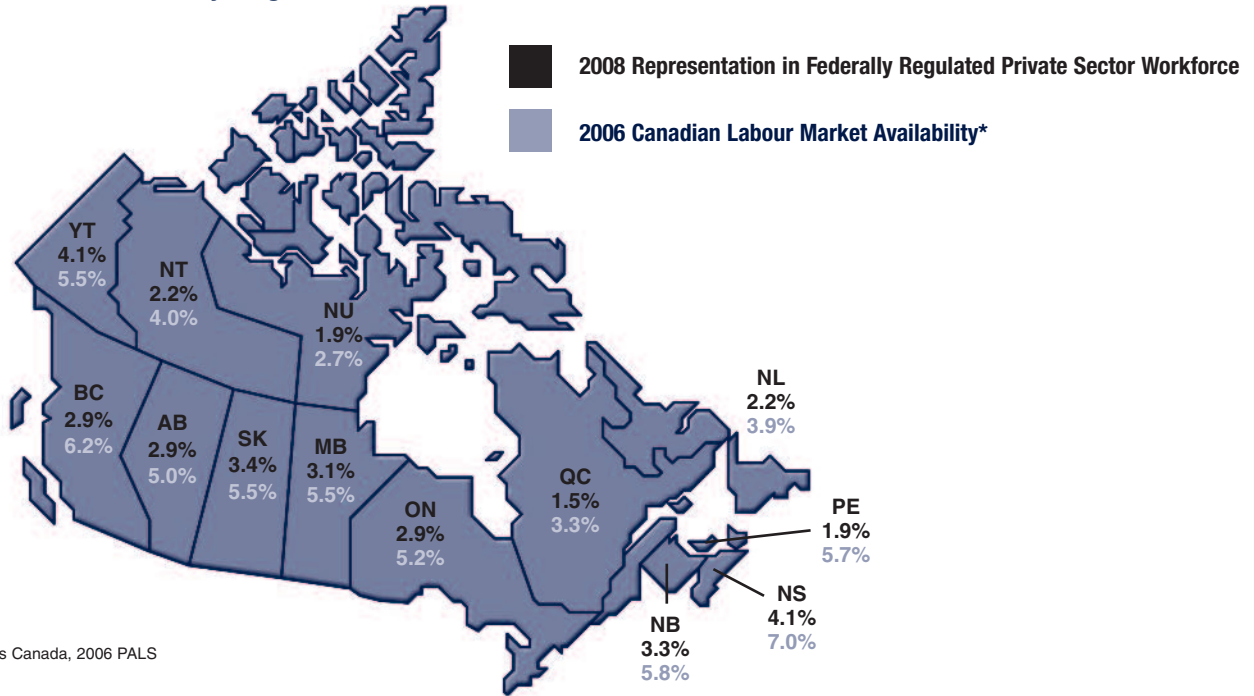 2008 Representation in Federally Regulated Private Sector Workforce
2006 Canadian Labour Market Availability*
YT
4.1%
5.5%
NT
2.2%
4.0%
NU
1.9%
2.7%
BC
2.9%
6.2%
AB
2.9%
5.0%
SK
3.4%
5.5%
MB
3.1%
5.5%
ON
2.9%
5.2%
QC
1.5%
3.3%
NL
2.2%
3.9%
PE
1.9%
5.7%
NS
4.1%
7.0%
NB
3.3%
5.8%
s Canada, 2006 PALS